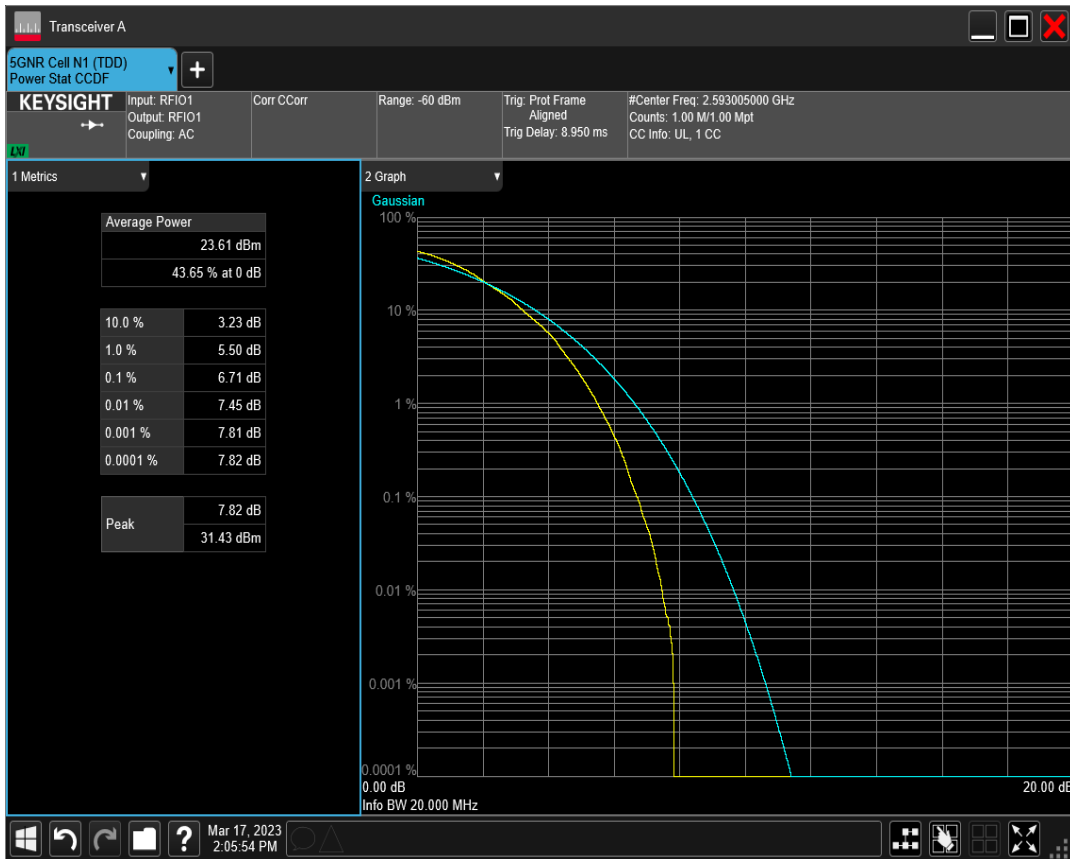 Transceiver A
5GNR Cell N1 (TDD)
Power Stat CCDF
+
KEYSIGHT
LXI
Input: RFIO1
Output: RFIO1
Coupling: AC
Corr CCorr
Range: -60 dBm
Trig: Prot Frame
Aligned
Trig Delay: 8.950 ms
#Center Freq: 2.593005000 GHz
Counts: 1.00 M/1.00 Mpt
CC Info: UL, 1 CC
1 Metrics
Average Power
23.61 dBm
43.65 % at 0 dB
10.0 % 3.23 dB
1.0 % 5.50 dB
0.1 % 6.71 dB
0.01 % 7.45 dB
0.001 % 7.81 dB
0.0001 % 7.82 dB
Peak
7.82 dB
31.43 dBm
2 Graph
Gaussian
100 %
10 %
1 %
0.1 %
0.01 %
0.001 %
0.0001 %
0.00 dB 20.00 dB
Info BW 20.000 MHz
?
Mar 17, 2023
2:05:54 PM